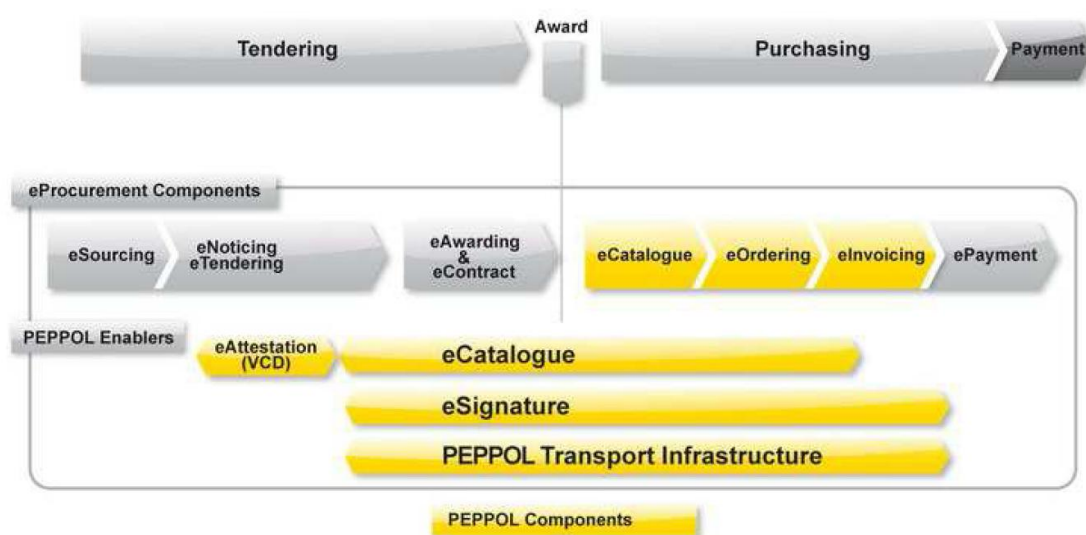 Award
Tendering
Purchasing
Payment
eProcurement Components
eSourcing
eNoticing
eTendering
eAwarding
&
eContract
eCatalogue
eOrdering
eInvoicing
ePayment
PEPPOL Enablers
eAttestation
(VCD)
eCatalogue
eSignature
PEPPOL Transport Infrastructure
PEPPOL Components